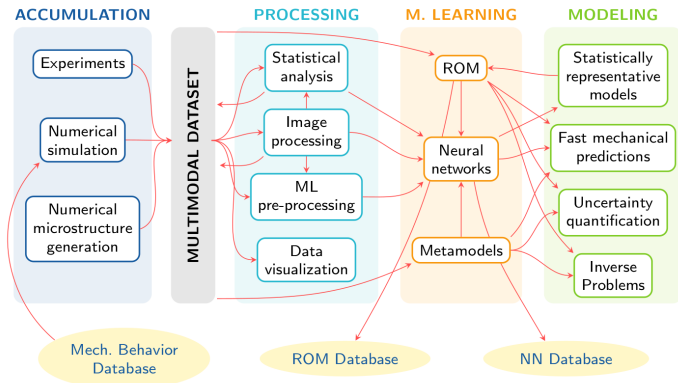 ACCUMULATION
PROCESSING
M. LEARNING
MODELING
Experiments
Numerical
simulation
Numerical
microstructure
generation
MULTIMODAL DATASET
Statistical
analysis
Image
processing
ML
pre-processing
Data
visualization
ROM
Neural
networks
Metamodels
Statistically
representative
models
Fast mechanical
predictions
Uncertainty
quantification
Inverse
Problems
Mech. Behavior
Database
ROM Database
NN Database